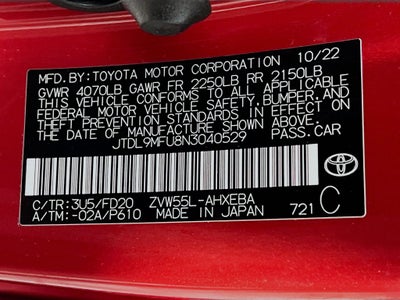 MFD.BY:TOYOTA MOTOR CORPORATION 10/22
GVWR 4070LB GAWR FR 2250LB RR 2150LB
THIS VEHICLE CONFORMS TO ALL APPLICABLE
FEDERAL MOTOR VEHICLE SAFETY, BUMPER, AND
THEFT PREVENTION STANDARDS IN EFFECT ON
THE DATE OF MANUFACTURE SHOWN ABOVE.
JTDL9MFU8N3040529 PASS.CAR
C/TR:3U5/FD20 ZVW55L-AHXEBA
A/TM:-02A/P610 MADE IN JAPAN 721 C
TOYOTA